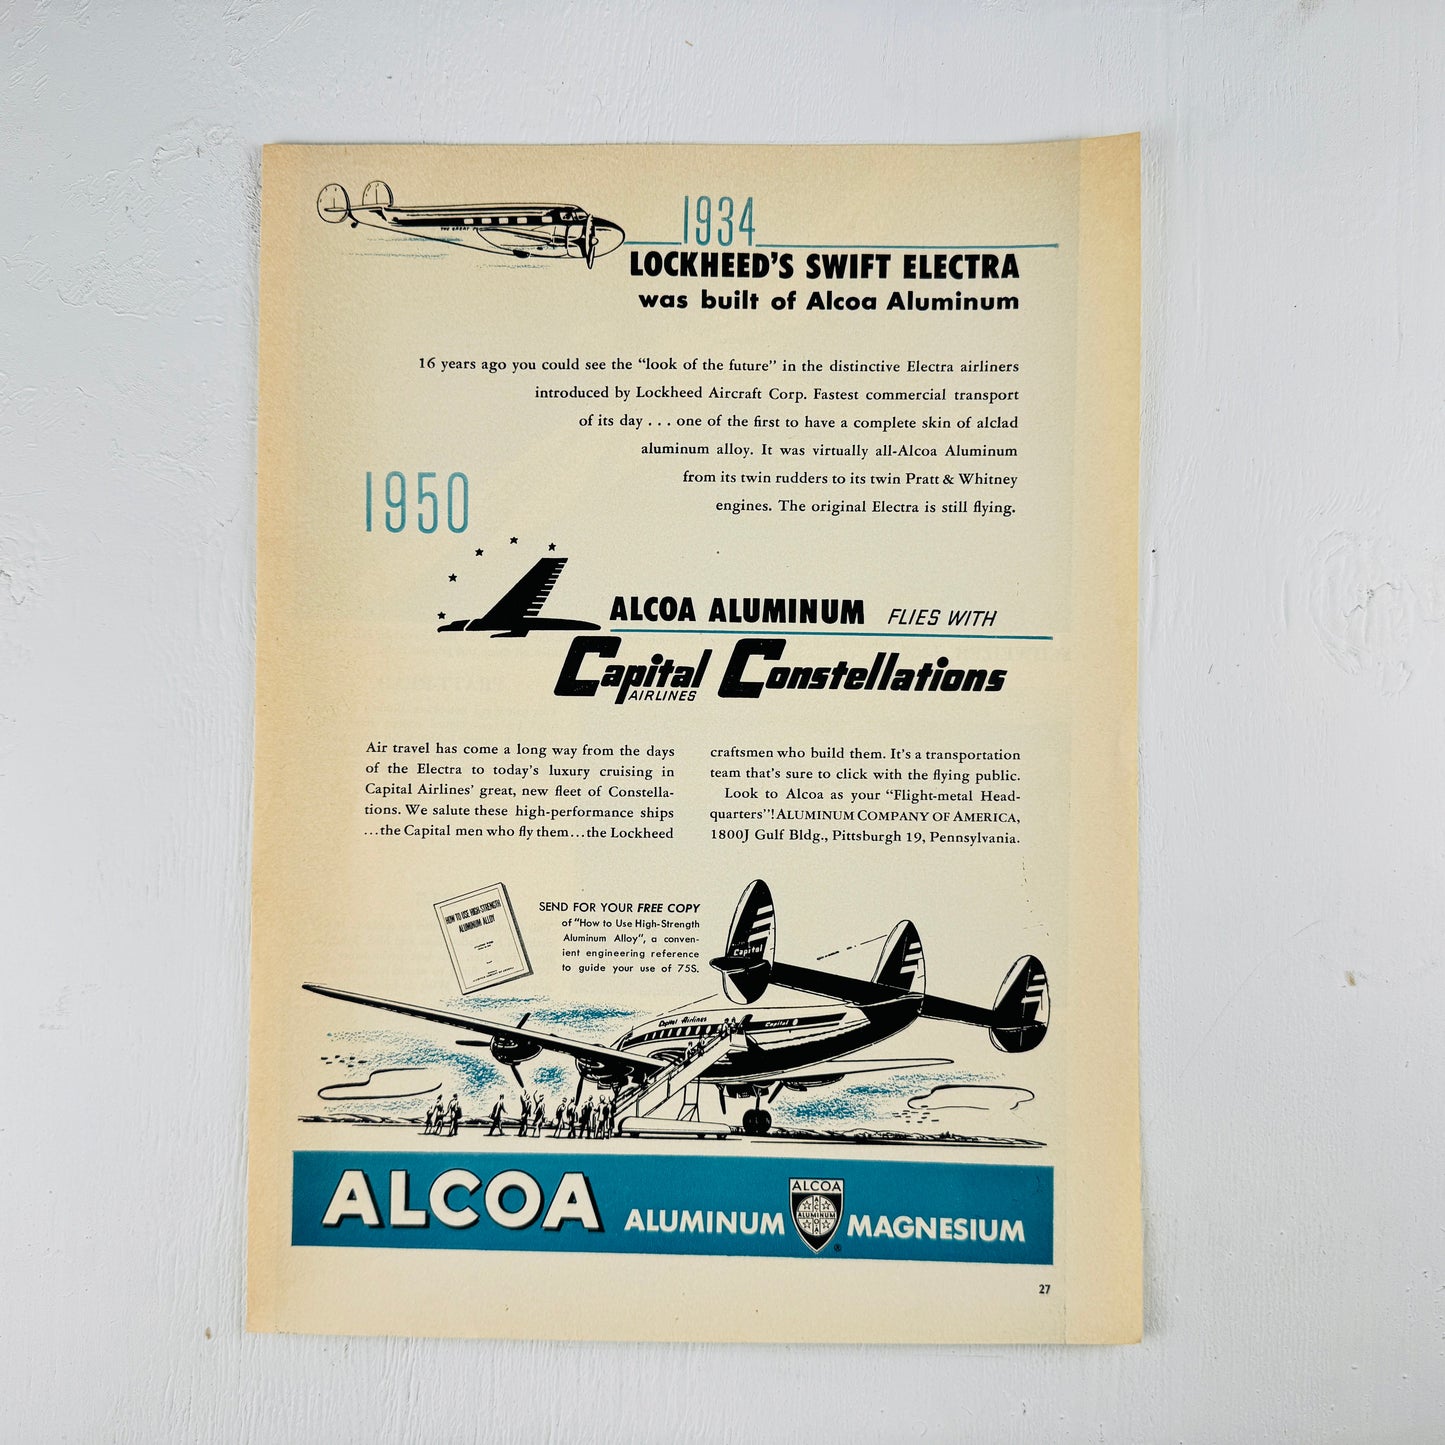 THE GREAT
1934
LOCKHEED'S SWIFT ELECTRA
was built of Alcoa Aluminum
16 years ago you could see the "look of the future" in the distinctive Electra airliners
introduced by Lockheed Aircraft Corp. Fastest commercial transport
of its day . . . one of the first to have a complete skin of alclad
aluminum alloy. It was virtually all-Alcoa Aluminum
from its twin rudders to its twin Pratt & Whitney
engines. The original Electra is still flying.
1950
ALCOA ALUMINUM FLIES WITH
Capital Constellations
AIRLINES
Air travel has come a long way from the days
of the Electra to today's luxury cruising in
Capital Airlines' great, new fleet of Constella-
tions. We salute these high-performance ships
...the Capital men who fly them...the Lockheed
craftsmen who build them. It's a transportation
team that's sure to click with the flying public.
Look to Alcoa as your "Flight-metal Head-
quarters"! ALUMINUM COMPANY OF AMERICA,
1800J Gulf Bldg., Pittsburgh 19, Pennsylvania.
HOW TO USE HIGH-STRENGTH
ALUMINUM ALLOY
SEND FOR YOUR FREE COPY
of "How to Use High-Strength
Aluminum Alloy", a conven-
ient engineering reference
to guide your use of 75S.
Capital
Capital Airlines
Capital
ALCOA
ALUMINUM
ALCOA
ALCOA
ALUMINUM
MAGNESIUM
27